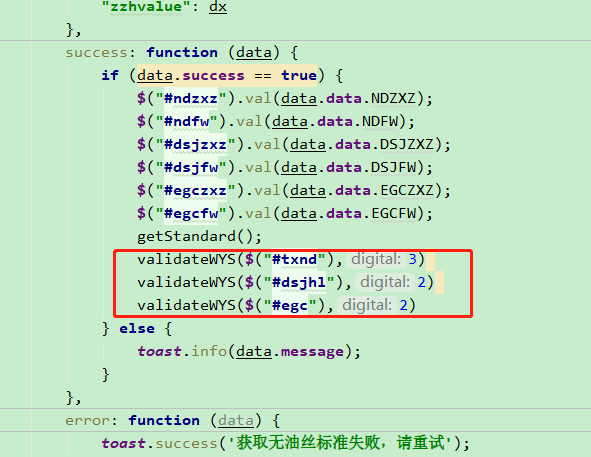 "zzhvalue": dx
},
success: function (data) {
if (data.success == true) {
$("#ndzxz").val(data.data.NDZXZ);
$("#ndfw").val(data.data.NDFW);
$("#dsjzxz").val(data.data.DSJZXZ);
$("#dsjfw").val(data.data.DSJFW);
$("#egczxz").val(data.data.EGCZXZ);
$("#egcfw").val(data.data.EGCFW);
getStandard();
validateWYS($("#txnd"), digital: 3)
validateWYS($("#dsjhl"), digital: 2)
validateWYS($("#egc"), digital: 2)
} else {
toast.info(data.message);
}
},
error: function (data) {
toast.success('获取无油丝标准失败，请重试');